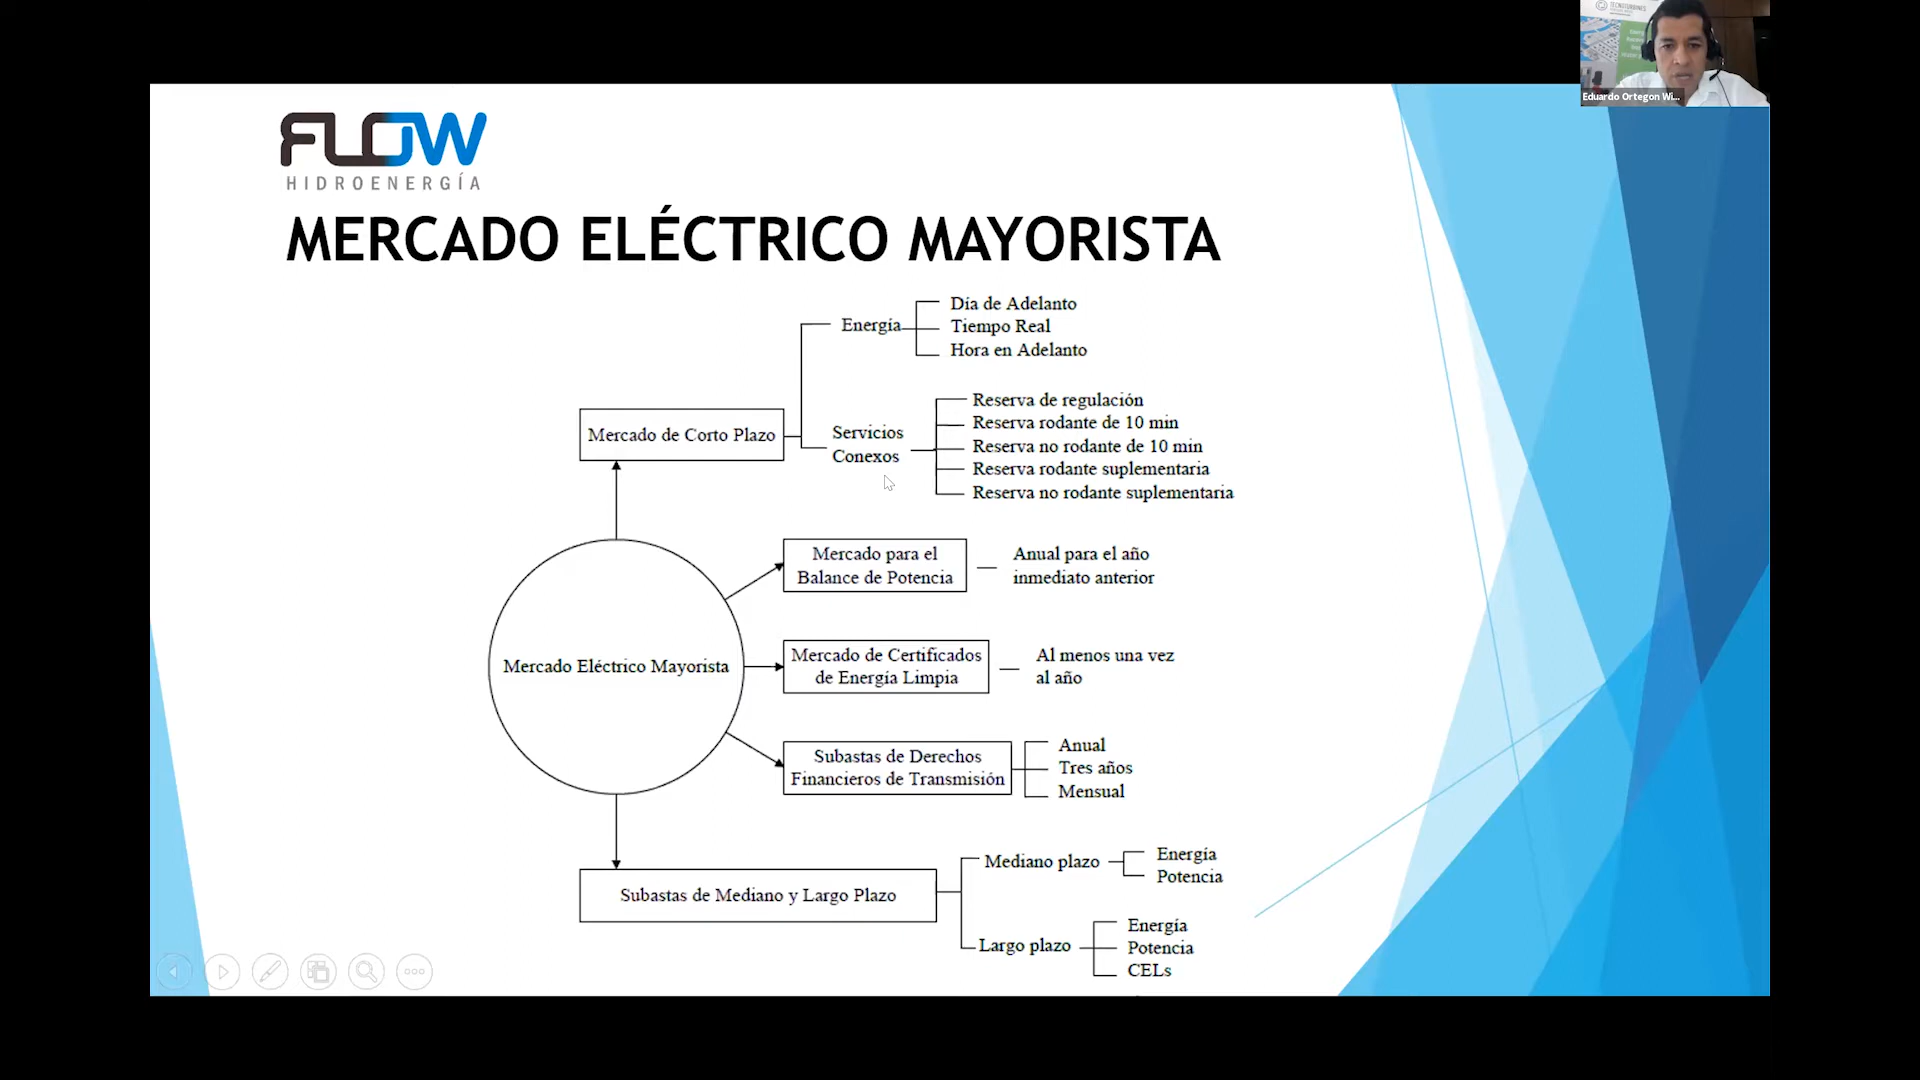 TECNOTURBINES
Eduardo Ortegon Wi...
FLOW
HIDROENERGÍA
MERCADO ELÉCTRICO MAYORISTA
Energía
Día de Adelanto
Tiempo Real
Hora en Adelanto
Mercado de Corto Plazo
Servicios
Conexos
Reserva de regulación
Reserva rodante de 10 min
Reserva no rodante de 10 min
Reserva rodante suplementaria
Reserva no rodante suplementaria
Mercado para el
Balance de Potencia
Anual para el año
inmediato anterior
Mercado Eléctrico Mayorista
Mercado de Certificados
de Energía Limpia
Al menos una vez
al año
Subastas de Derechos
Financieros de Transmisión
Anual
Tres años
Mensual
Subastas de Mediano y Largo Plazo
Mediano plazo
Energía
Potencia
Largo plazo
Energía
Potencia
CELs